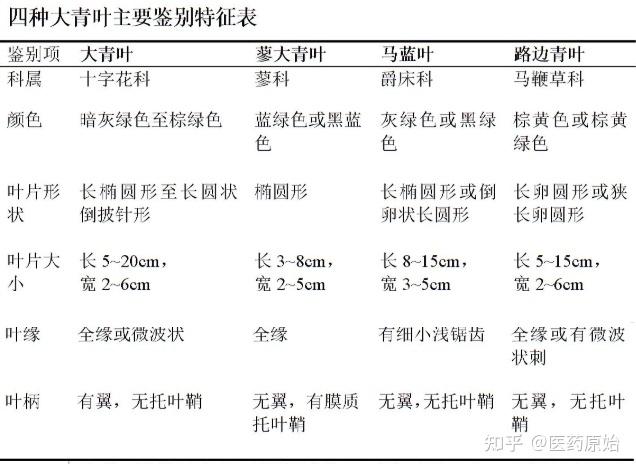 四种大青叶主要鉴别特征表
鉴别项 大青叶 蓼大青叶 马蓝叶 路边青叶
科属 十字花科 蓼科 爵床科 马鞭草科
颜色 暗灰绿色至棕绿色 蓝绿色或黑蓝 灰绿色或黑绿 棕黄色或棕黄
色 色 绿色
叶片形 长椭圆形至长圆状 椭圆形 长椭圆形或倒 长卵圆形或狭
状 倒披针形 卵状长圆形 长卵圆形
叶片大 长 5~20cm, 长 3~8cm, 长 8~15cm, 长 5~15cm,
小 宽 2~6cm 宽 2~5cm 宽 3~5cm 宽 2~6cm
叶缘 全缘或微波状 全缘 有细小浅锯齿 全缘或有微波
状刺
叶柄 有翼，无托叶鞘 无翼，有膜质 无翼,无托叶鞘 无翼，无托叶
托叶鞘 鞘
知乎 @医药原始